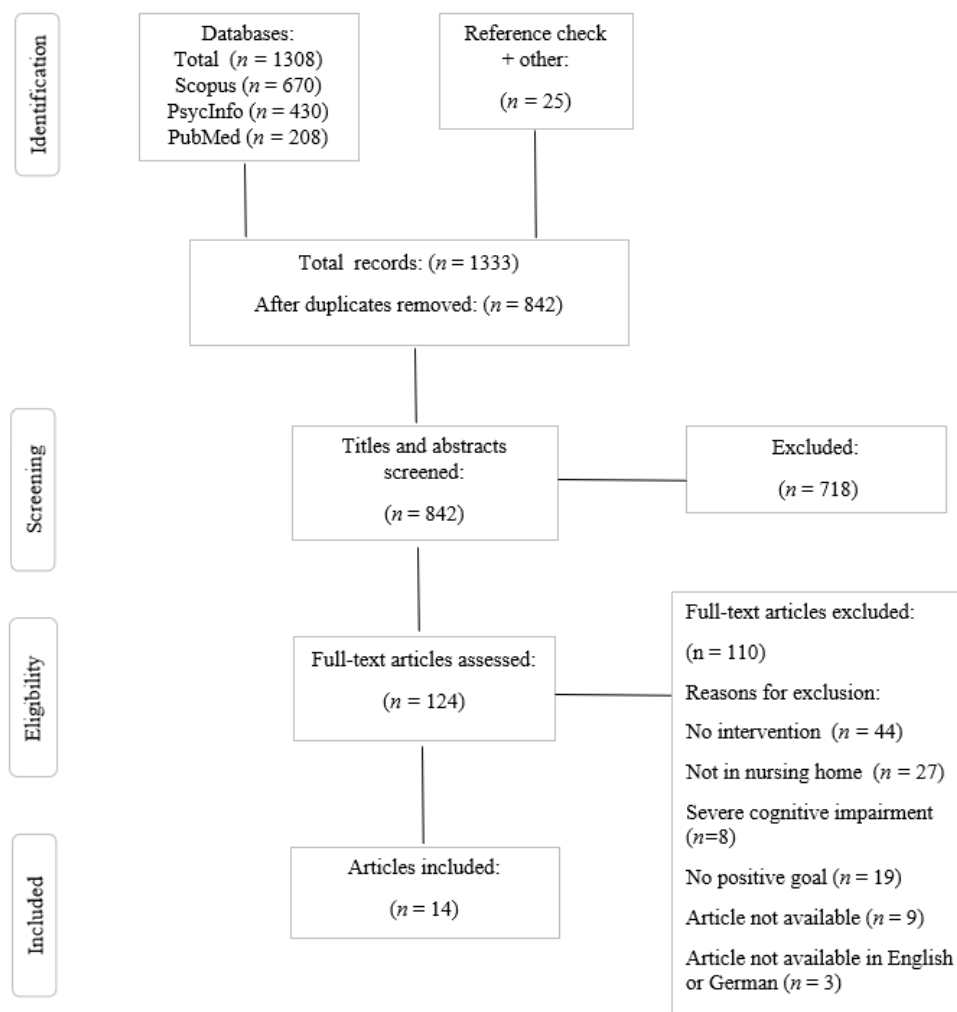 Identification
Databases:
Total (n = 1308)
Scopus (n = 670)
PsycInfo (n = 430)
PubMed (n = 208)
Reference check
+ other:
(n = 25)
Total records: (n = 1333)
After duplicates removed: (n = 842)
Screening
Titles and abstracts
screened:
(n = 842)
Excluded:
(n = 718)
Eligibility
Full-text articles assessed:
(n = 124)
Full-text articles excluded:
(n = 110)
Reasons for exclusion:
No intervention (n = 44)
Not in nursing home (n = 27)
Severe cognitive impairment
(n=8)
No positive goal (n = 19)
Article not available (n = 9)
Article not available in English
or German (n = 3)
Included
Articles included:
(n = 14)